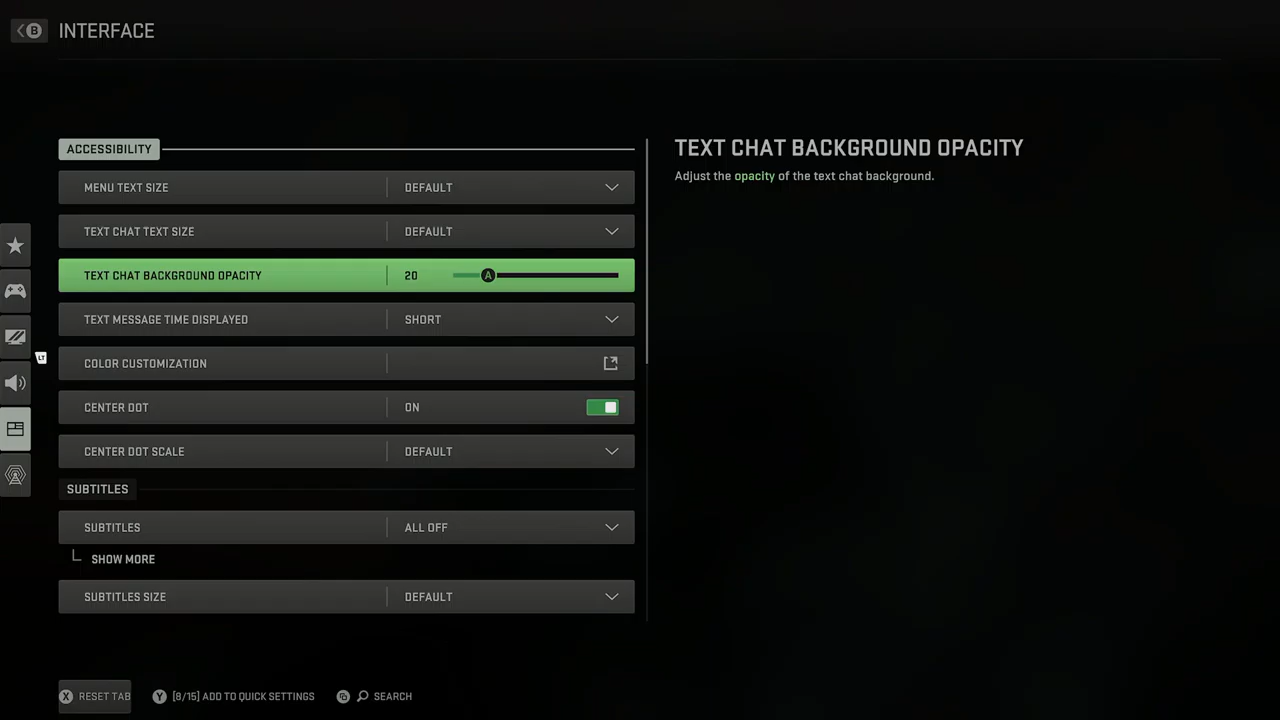 B INTERFACE
ACCESSIBILITY
MENU TEXT SIZE DEFAULT
TEXT CHAT TEXT SIZE DEFAULT
TEXT CHAT BACKGROUND OPACITY 20 A
TEXT MESSAGE TIME DISPLAYED SHORT
LT
COLOR CUSTOMIZATION
CENTER DOT ON
CENTER DOT SCALE DEFAULT
SUBTITLES
SUBTITLES ALL OFF
SHOW MORE
SUBTITLES SIZE DEFAULT
TEXT CHAT BACKGROUND OPACITY
Adjust the opacity of the text chat background.
X RESET TAB Y [8/15] ADD TO QUICK SETTINGS SEARCH